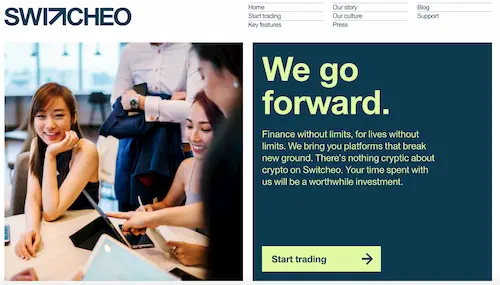 SWITCHEO
Home
Start trading
Key features
Our story
Our culture
Press
Blog
Support
We go
forward.
Finance without limits, for lives without
limits. We bring you platforms that break
new ground. There's nothing cryptic about
crypto on Switcheo. Your time spent with
us will be a worthwhile investment.
Start trading